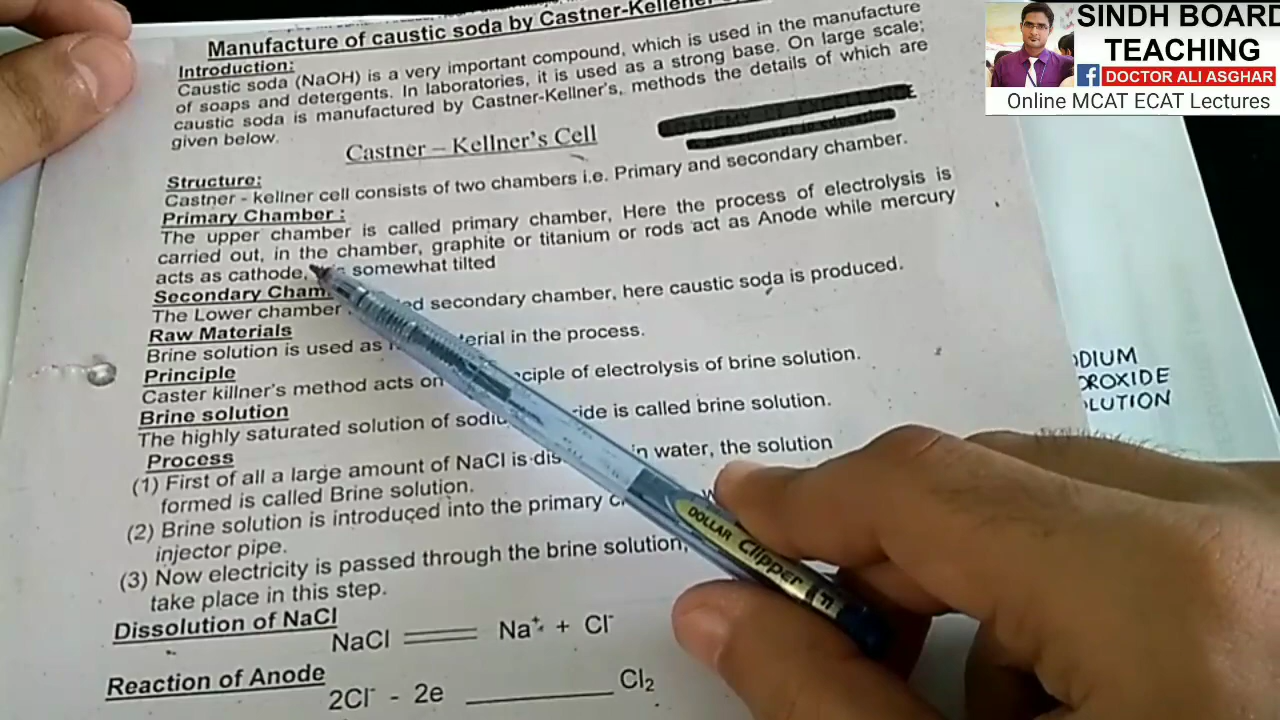 Manufacture of caustic soda by Castner-Kellener
Introduction:
Caustic soda (NaOH) is a very important compound, which is used in the manufacture
of soaps and detergents. In laboratories, it is used as a strong base. On large scale;
caustic soda is manufactured by Castner-Kellner's, methods the details of which are
given below.
Castner – Kellner's Cell
Structure:
Castner - kellner cell consists of two chambers i.e. Primary and secondary chamber.
Primary Chamber :
The upper chamber is called primary chamber, Here the process of electrolysis is
carried out, in the chamber, graphite or titanium or rods act as Anode while mercury
acts as cathode, somewhat tilted
Secondary Cham
The Lower chamber secondary chamber, here caustic soda is produced.
Raw Materials
Brine solution is used as in the process.
Principle
Caster killner's method acts on of electrolysis of brine solution.
Brine solution
The highly saturated solution of sodiu is called brine solution.
Process
(1) First of all a large amount of NaCl is dis in water, the solution
formed is called Brine solution.
(2) Brine solution is introduced into the primary
injector pipe.
(3) Now electricity is passed through the brine solution,
take place in this step.
Dissolution of NaCl
NaCl ══ Na⁺ + Cl⁻
Reaction of Anode
2Cl⁻ - 2e ______ Cl₂
DOLLAR Clipper F
SINDH BOARD
TEACHING
DOCTOR ALI ASGHAR
Online MCAT ECAT Lectures
ODIUM
OROXIDE
LUTION